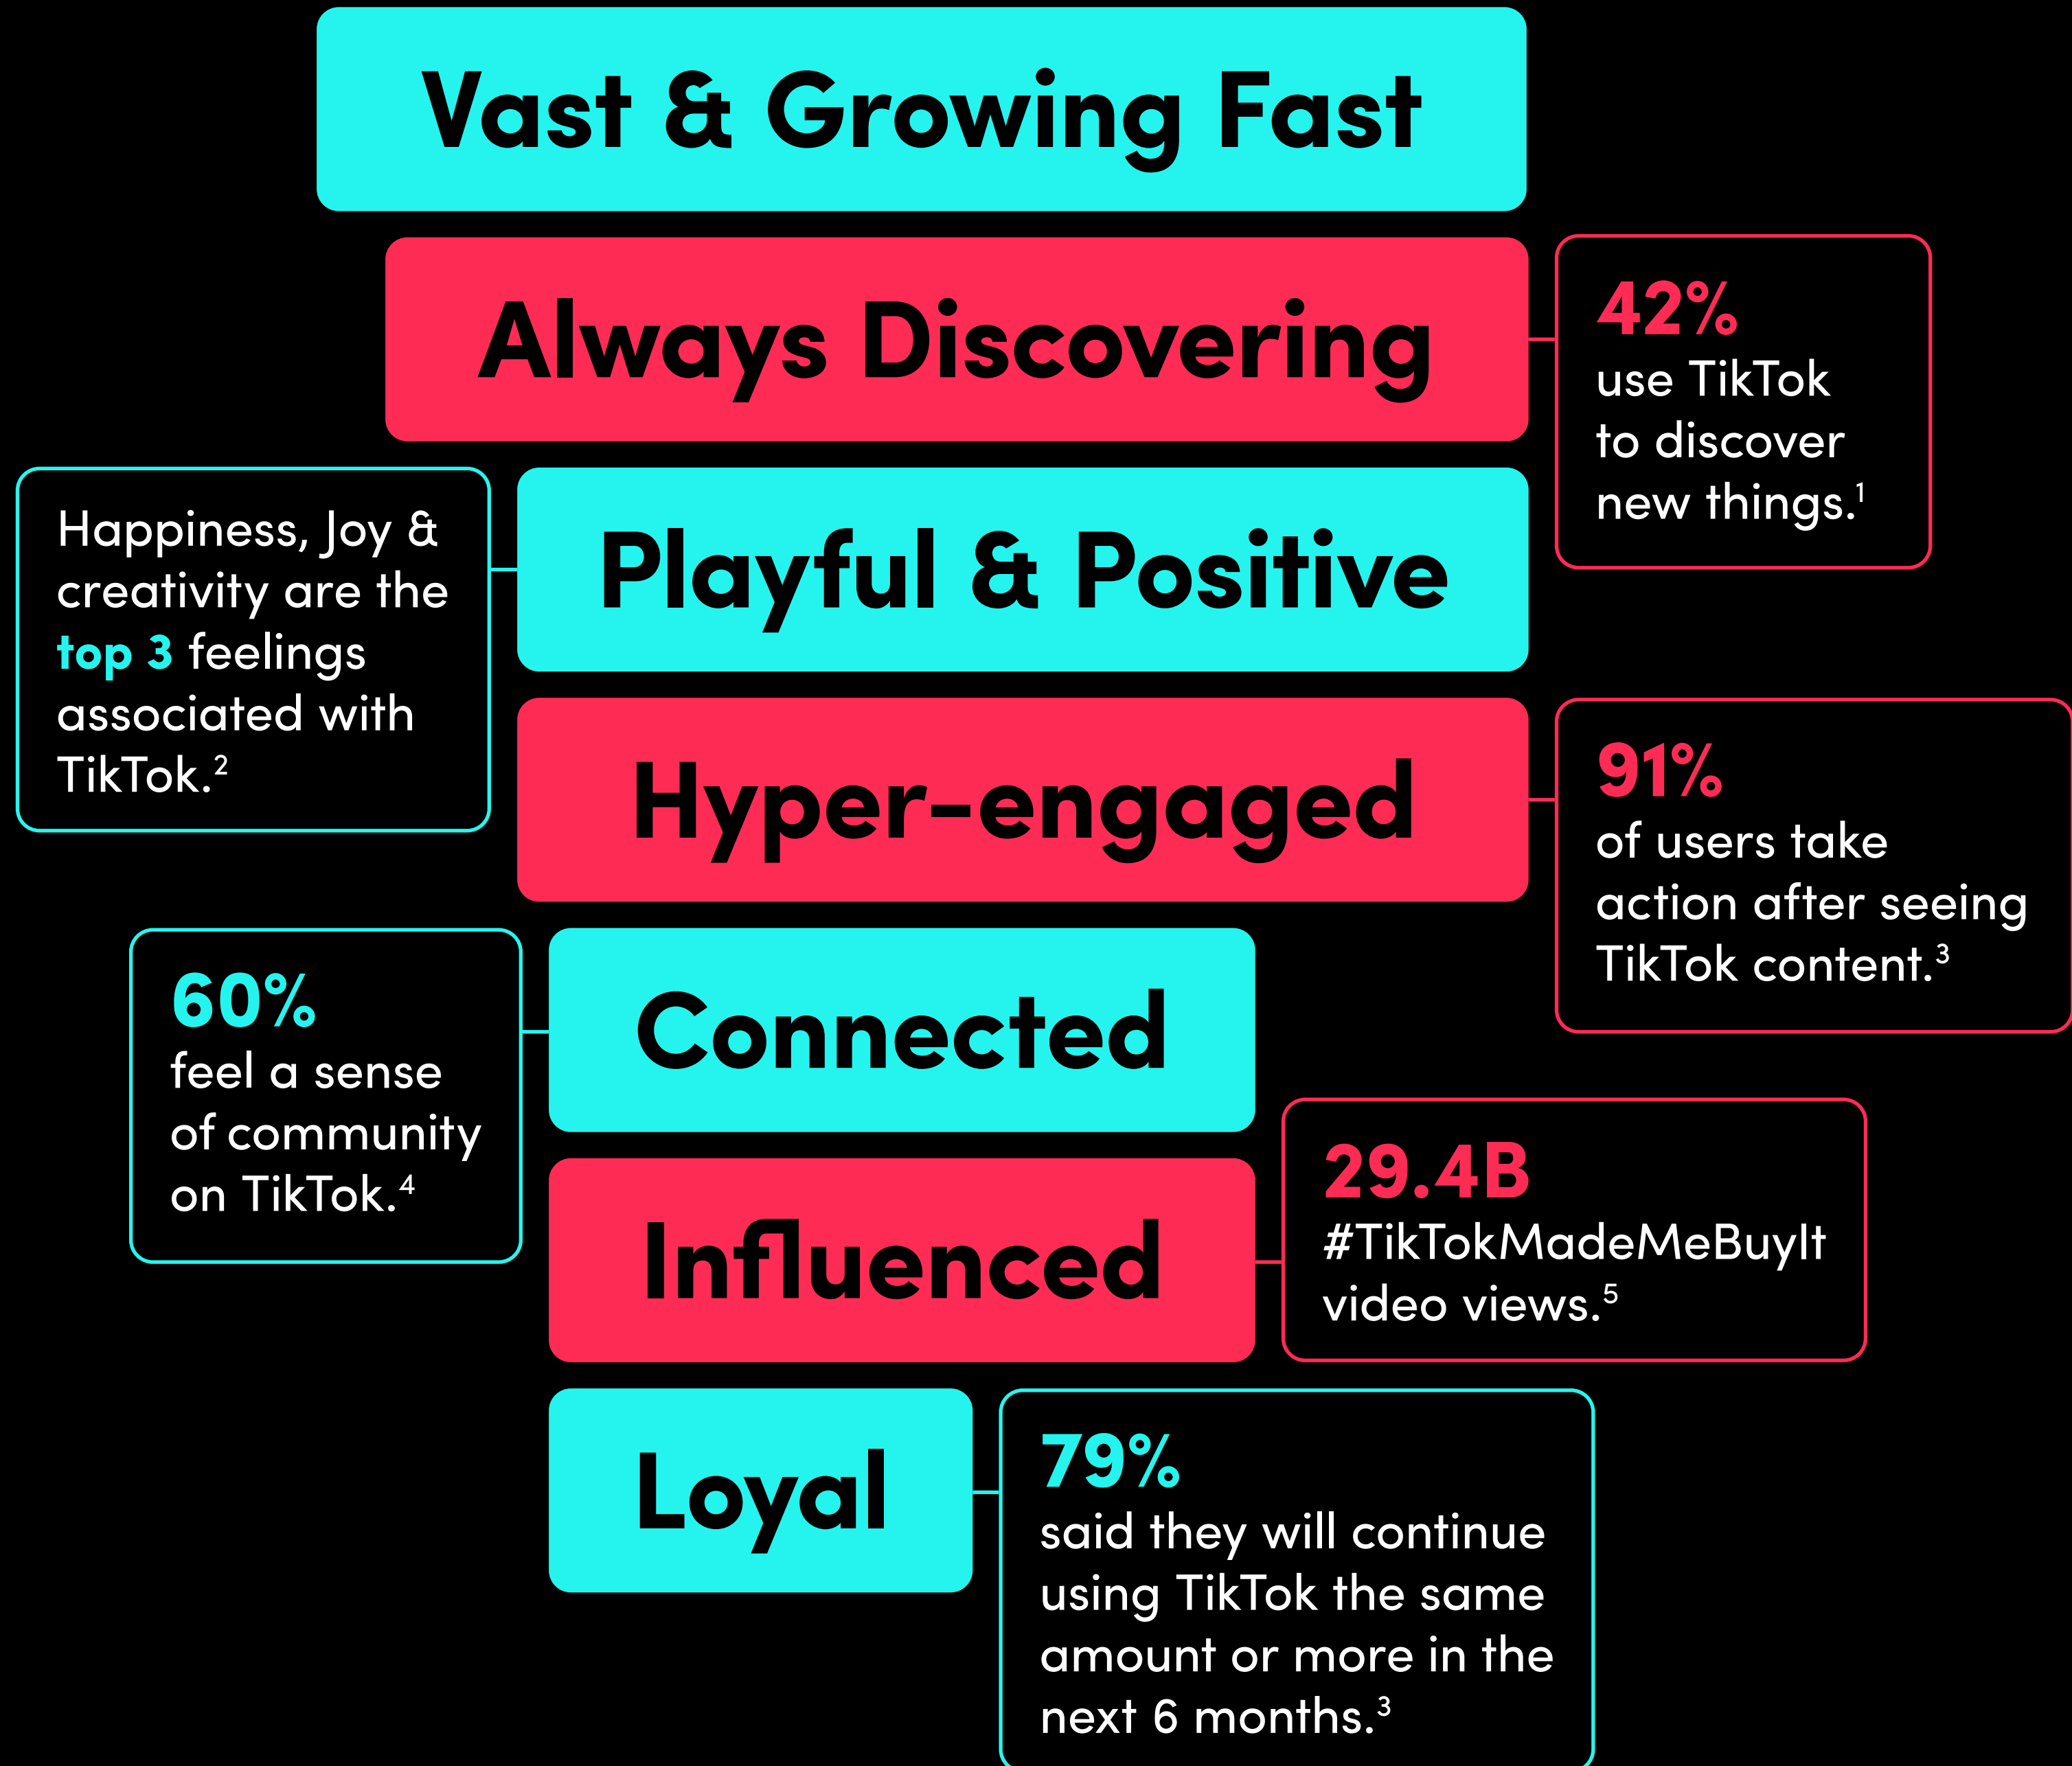 Vast & Growing Fast
Always Discovering
42%
use TikTok
to discover
new things.1
Playful & Positive
Happiness, Joy &
creativity are the
top 3 feelings
associated with
TikTok.2
Hyper-engaged
91%
of users take
action after seeing
TikTok content.3
Connected
60%
feel a sense
of community
on TikTok.4
Influenced
29.4B
#TikTokMadeMeBuyIt
video views.5
Loyal
79%
said they will continue
using TikTok the same
amount or more in the
next 6 months.3